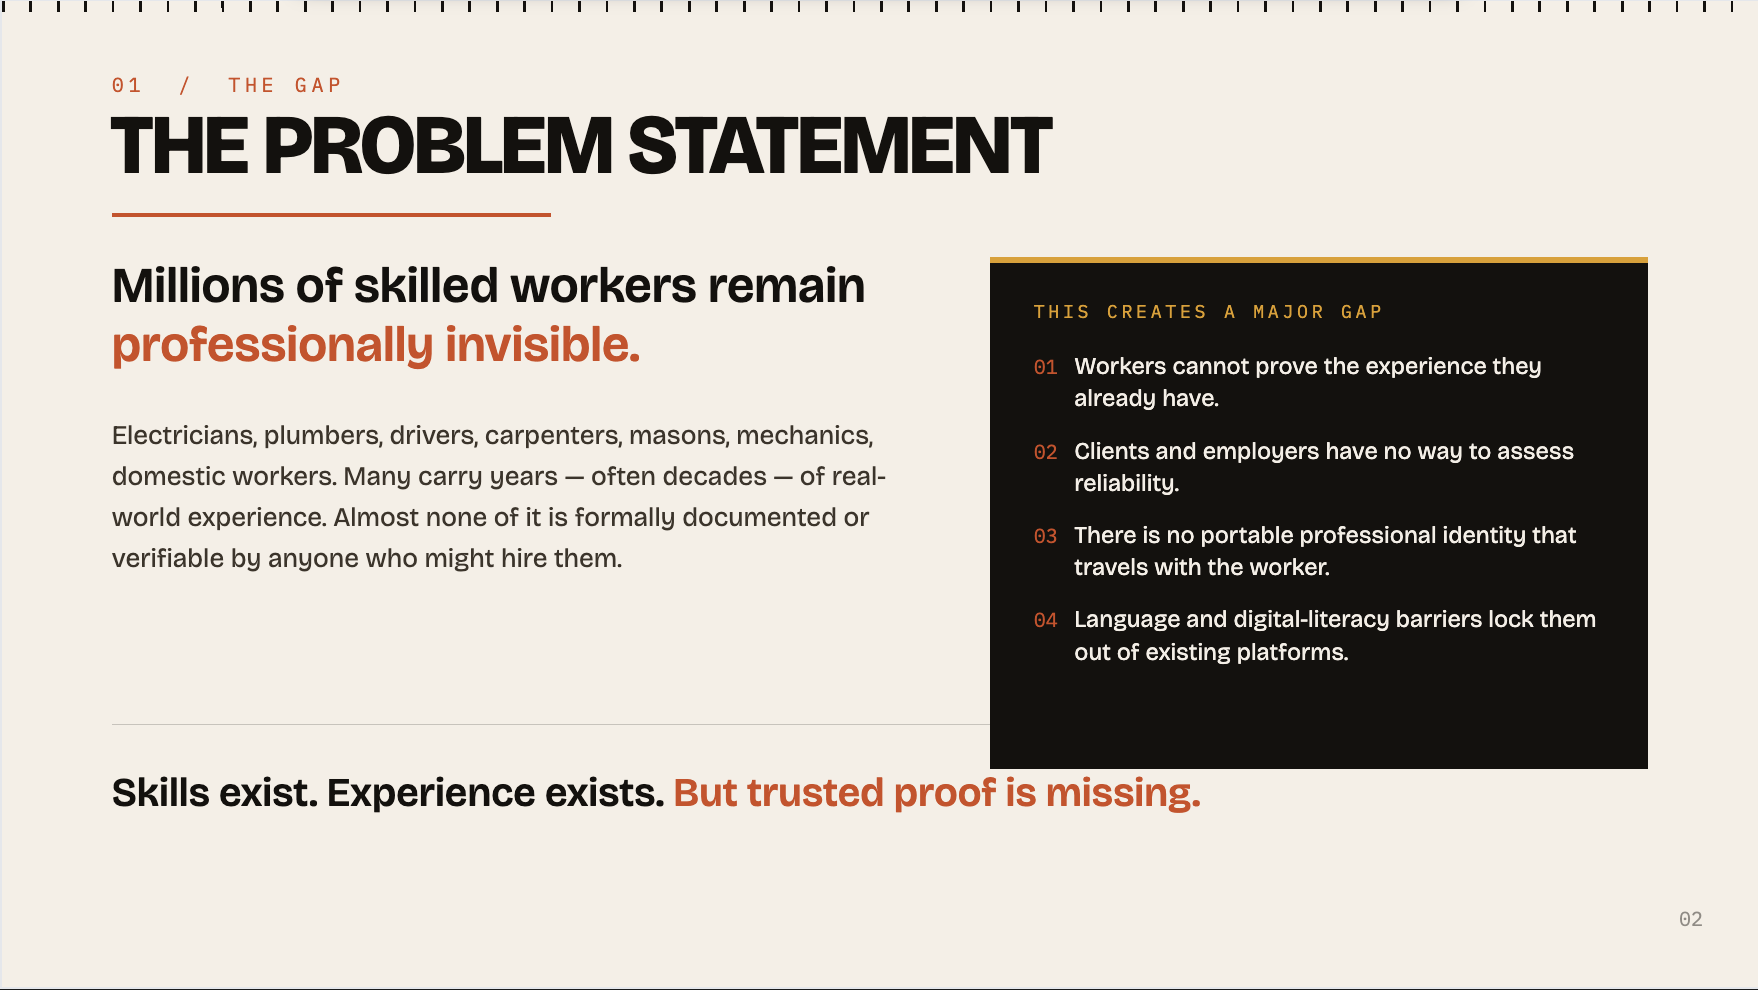 01 / THE GAP
THE PROBLEM STATEMENT
Millions of skilled workers remain
professionally invisible.
Electricians, plumbers, drivers, carpenters, masons, mechanics,
domestic workers. Many carry years — often decades — of real-
world experience. Almost none of it is formally documented or
verifiable by anyone who might hire them.
THIS CREATES A MAJOR GAP
01 Workers cannot prove the experience they
already have.
02 Clients and employers have no way to assess
reliability.
03 There is no portable professional identity that
travels with the worker.
04 Language and digital-literacy barriers lock them
out of existing platforms.
Skills exist. Experience exists. But trusted proof is missing.
02